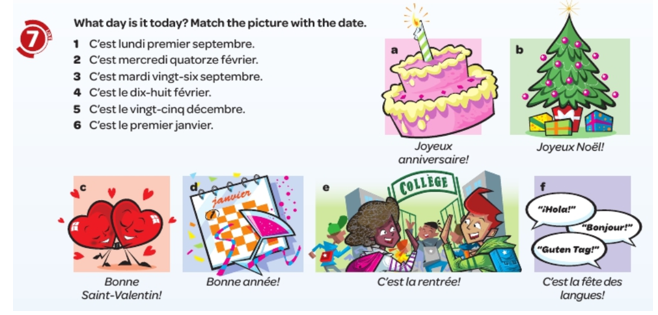 7
What day is it today? Match the picture with the date.
1 C'est lundi premier septembre.
2 C'est mercredi quatorze février.
3 C'est mardi vingt-six septembre.
4 C'est le dix-huit février.
5 C'est le vingt-cinq décembre.
6 C'est le premier janvier.
a
Joyeux
anniversaire!
b
Joyeux Noël!
c
Bonne
Saint-Valentin!
d
janvier
Bonne année!
e
COLLÈGE
C'est la rentrée!
f
"¡Hola!"
"Bonjour!"
"Guten Tag!"
C'est la fête des
langues!